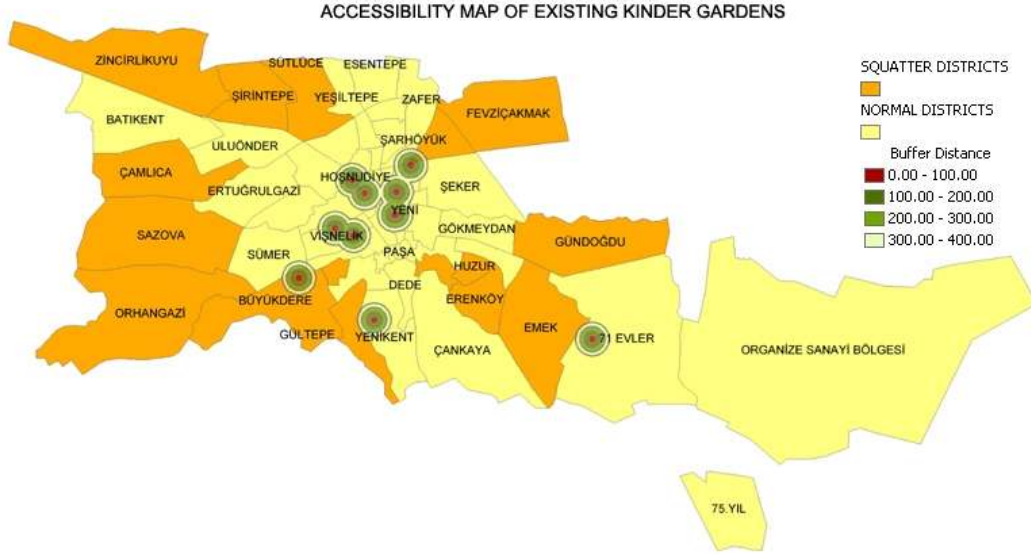 ACCESSIBILITY MAP OF EXISTING KINDER GARDENS
ZİNCİRLİKUYU
SÜTLÜCE
ESENTEPE
SQUATTER DISTRICTS
ŞİRİNTEPE
YEŞİLTEPE
ZAFER
FEVZİÇAKMAK
NORMAL DISTRICTS
BATIKENT
ŞARHÖYÜK
ULUÖNDER
Buffer Distance
ÇAMLICA
HOŞNUDİYE
0.00 - 100.00
ERTUĞRULGAZİ
ŞEKER
100.00 - 200.00
YENİ
200.00 - 300.00
SAZOVA
VİŞNELİK
GÖKMEYDAN
GÜNDOĞDU
300.00 - 400.00
SÜMER
PAŞA
HUZUR
DEDE
BÜYÜKDERE
ERENKÖY
ORHANGAZİ
GÜLTEPE
YENİKENT
EMEK
71 EVLER
ÇANKAYA
ORGANİZE SANAYİ BÖLGESİ
75.YIL